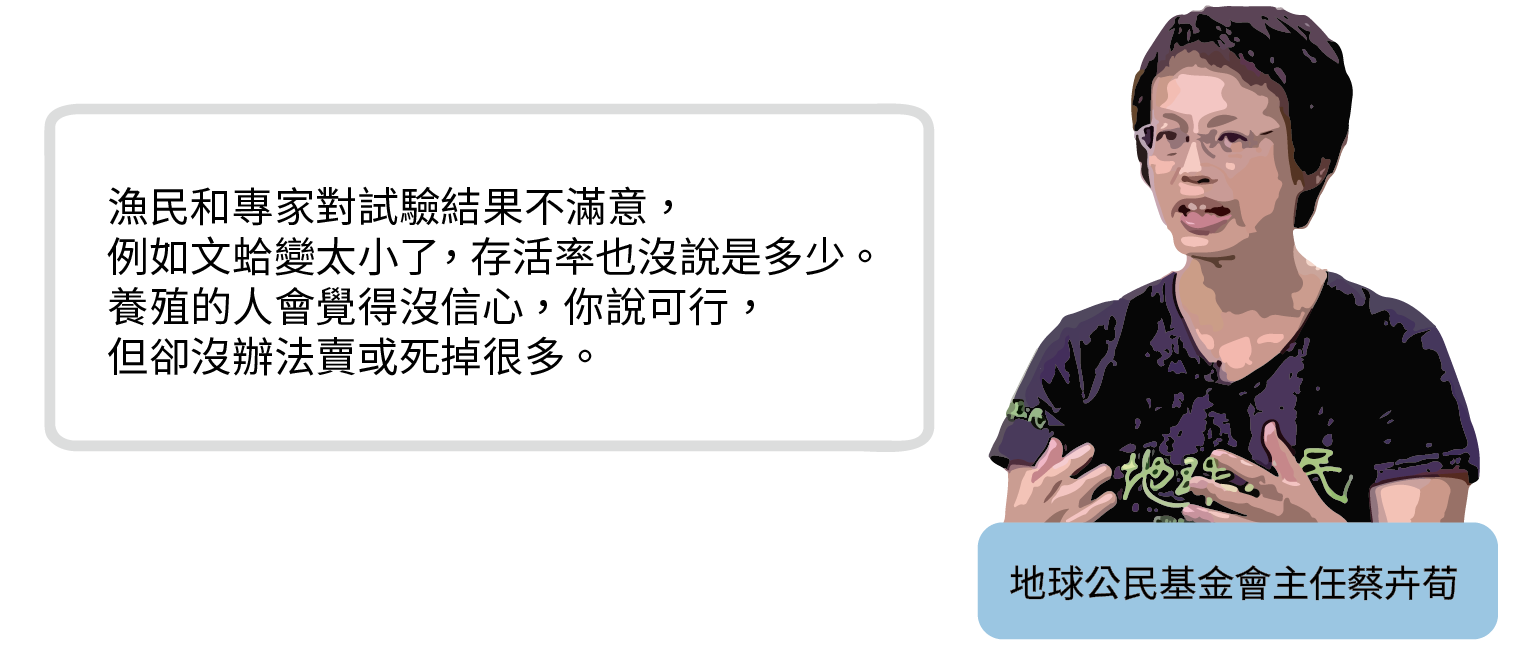 漁民和專家對試驗結果不滿意，
例如文蛤變太小了，存活率也沒說是多少。
養殖的人會覺得沒信心，你說可行，
但卻沒辦法賣或死掉很多。
地球 民
地球公民基金會主任蔡卉荀